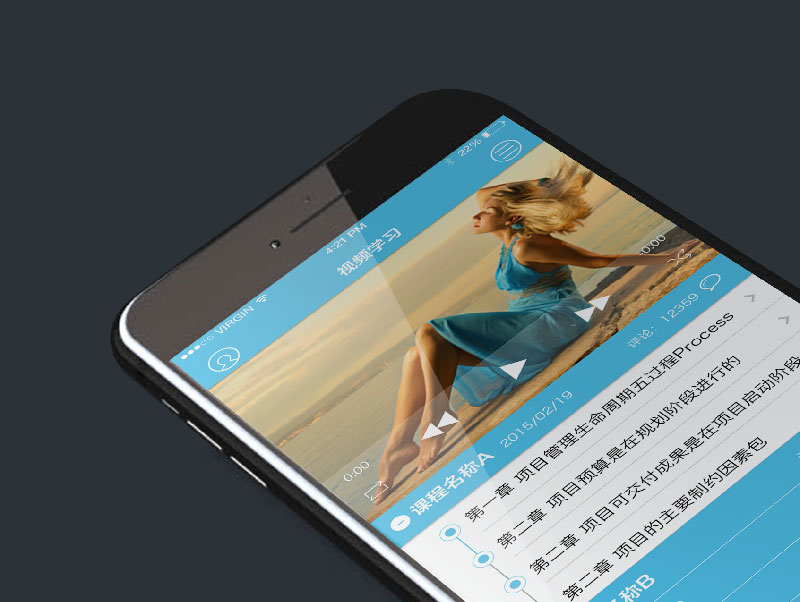 VIRGIN 4:21 PM 22%
视频学习
0:00 0:00
课程名称A 2015/02/19 评论: 12359
第一章 项目管理生命周期五过程Process
第二章 项目预算是在规划阶段进行的
第二章 项目可交付成果是在项目启动阶段
第二章 项目的主要制约因素包
名称B